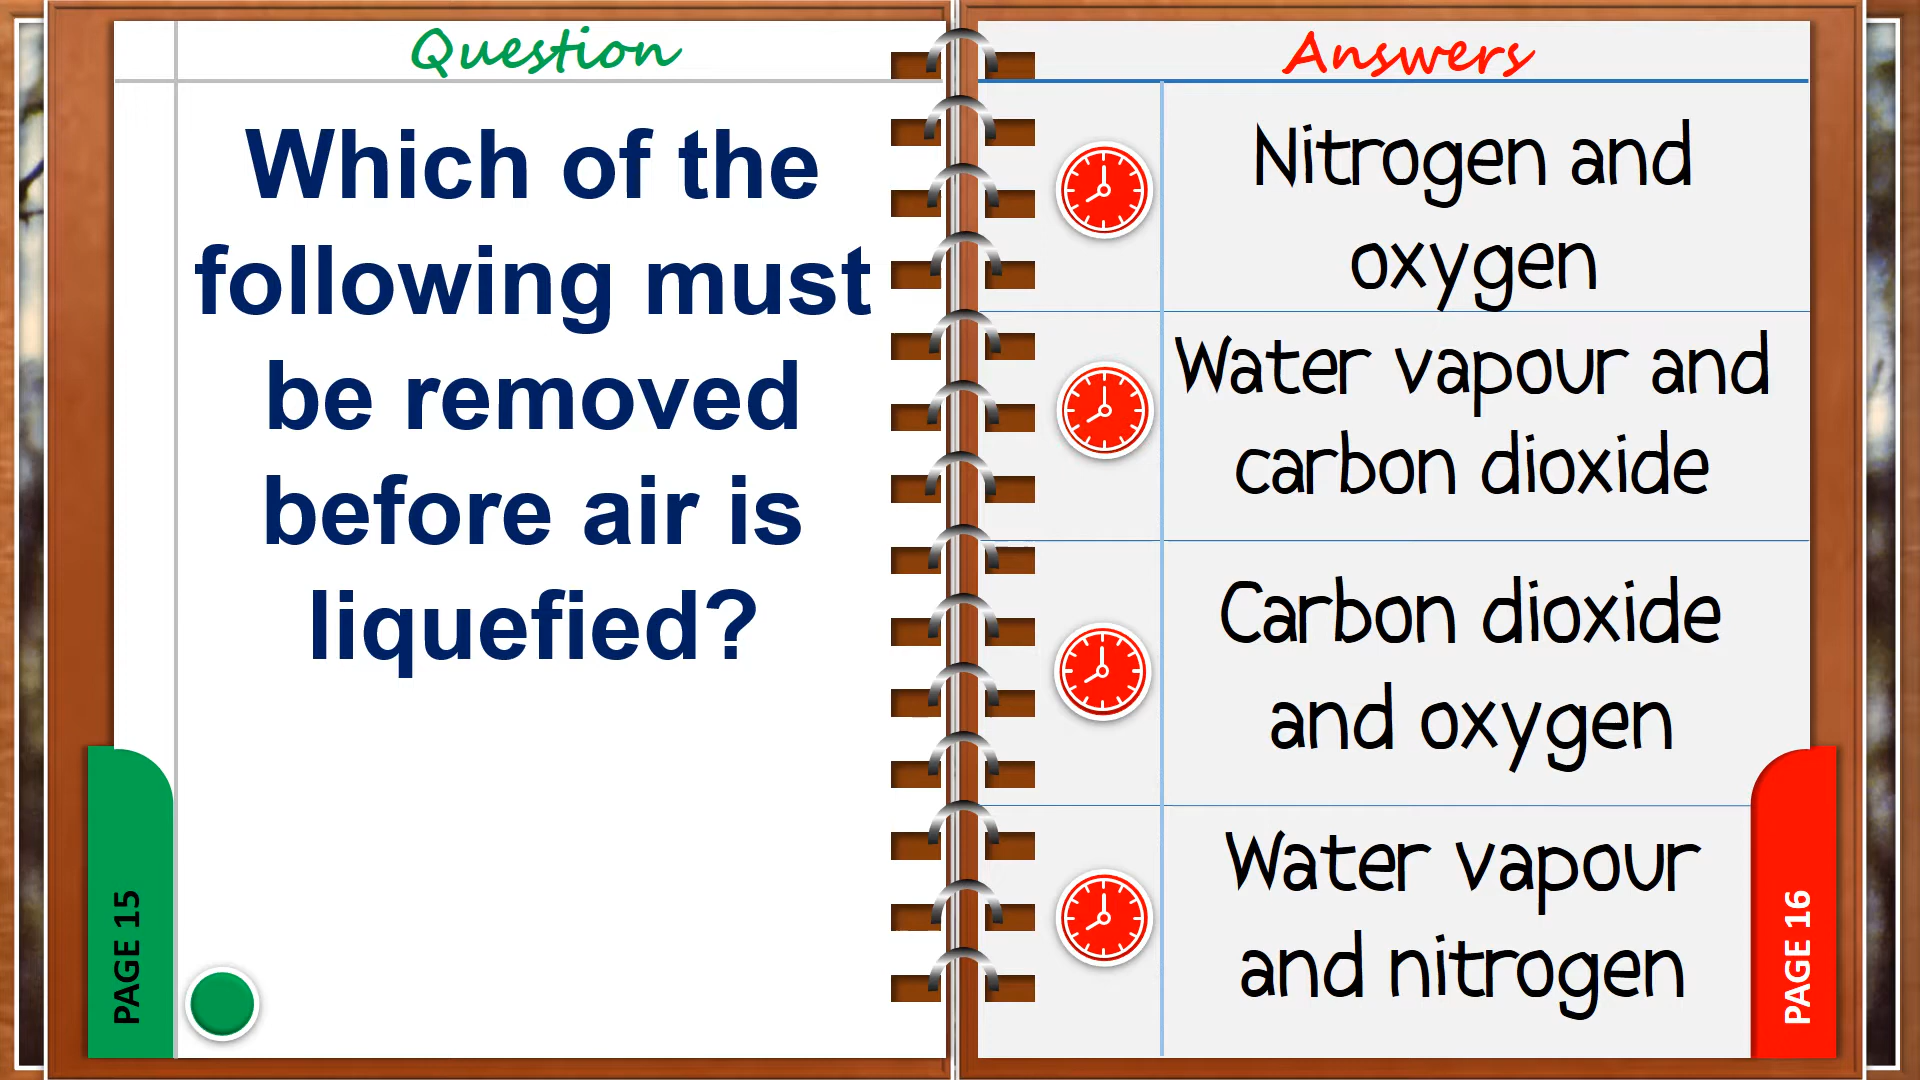 Question
Which of the
following must
be removed
before air is
liquefied?
PAGE 15
Answers
Nitrogen and
oxygen
Water vapour and
carbon dioxide
Carbon dioxide
and oxygen
Water vapour
and nitrogen
PAGE 16